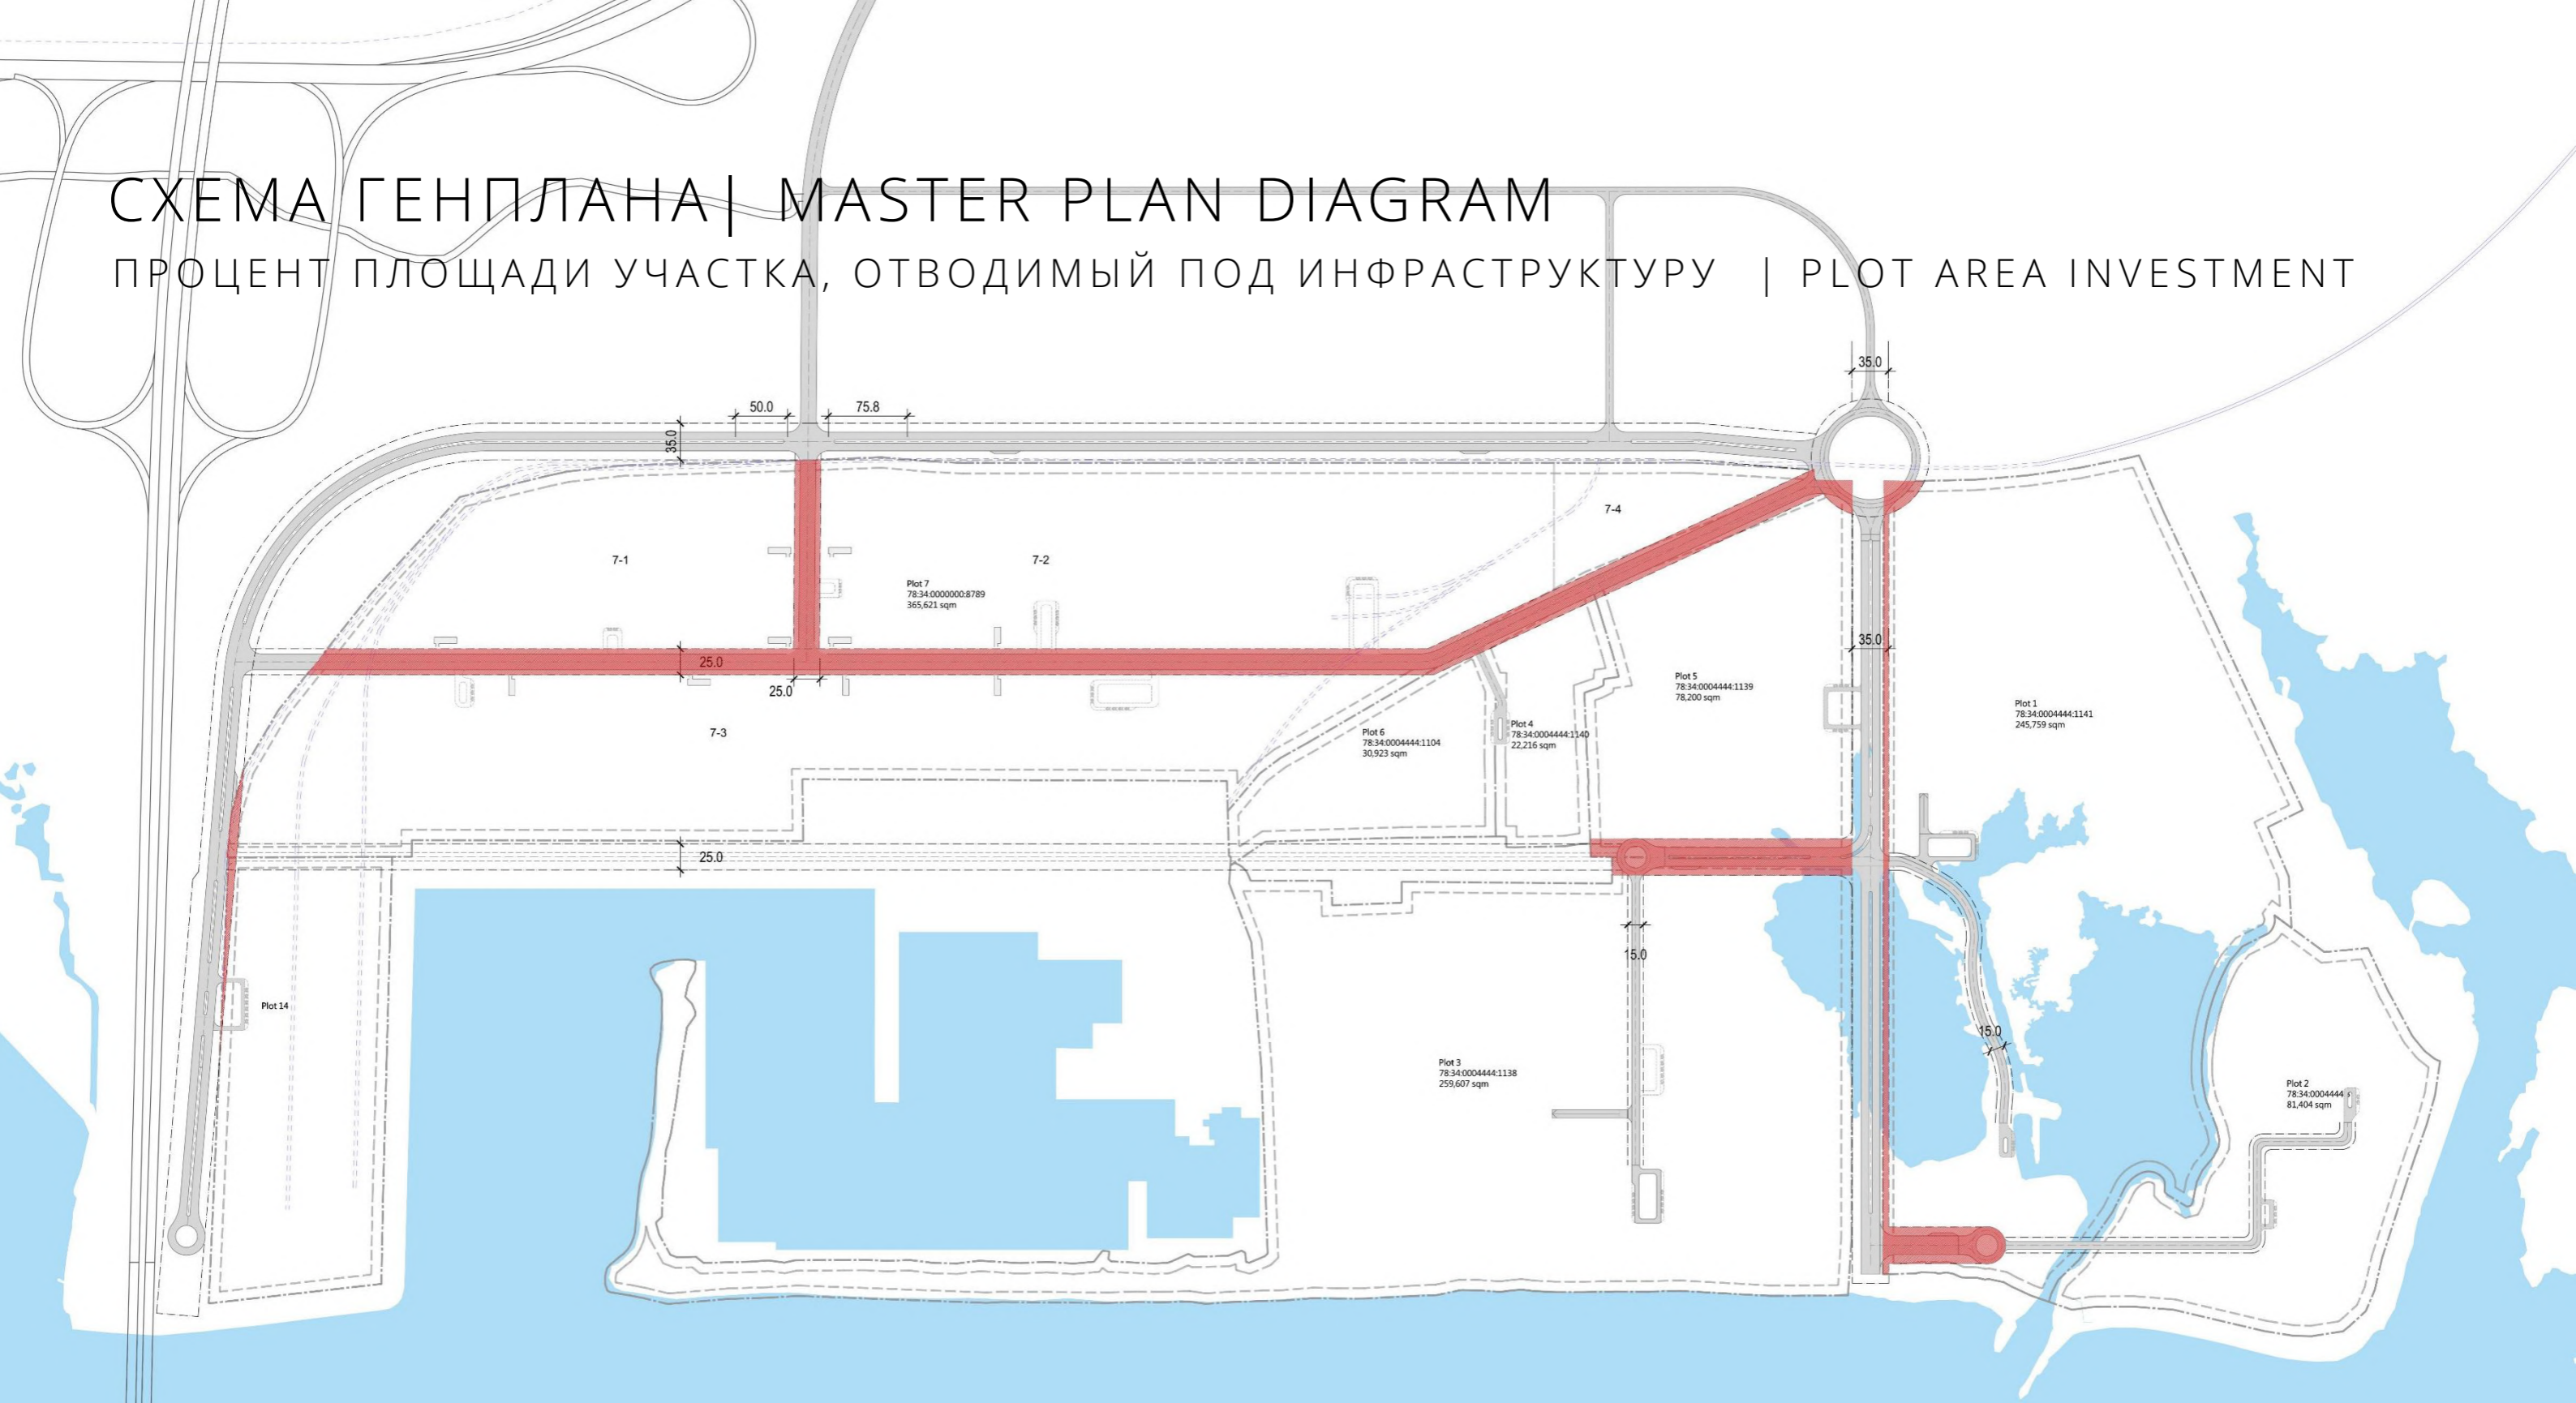 СХЕМА ГЕНПЛАНА| MASTER PLAN DIAGRAM
ПРОЦЕНТ ПЛОЩАДИ УЧАСТКА, ОТВОДИМЫЙ ПОД ИНФРАСТРУКТУРУ | PLOT AREA INVESTMENT
35.0
50.0
75.8
35.0
7-4
7-1
7-2
Plot 7
78:34:0000000:8789
365,621 sqm
35.0
25.0
25.0
Plot 5
78:34:0004444:1139
78,200 sqm
Plot 1
78:34:0004444:1141
245,759 sqm
7-3
Plot 6
78:34:0004444:1104
30,923 sqm
Plot 4
78:34:0004444:1140
22,216 sqm
25.0
15.0
Plot 14
15.0
Plot 3
78:34:0004444:1138
259,607 sqm
Plot 2
78:34:0004444
81,404 sqm